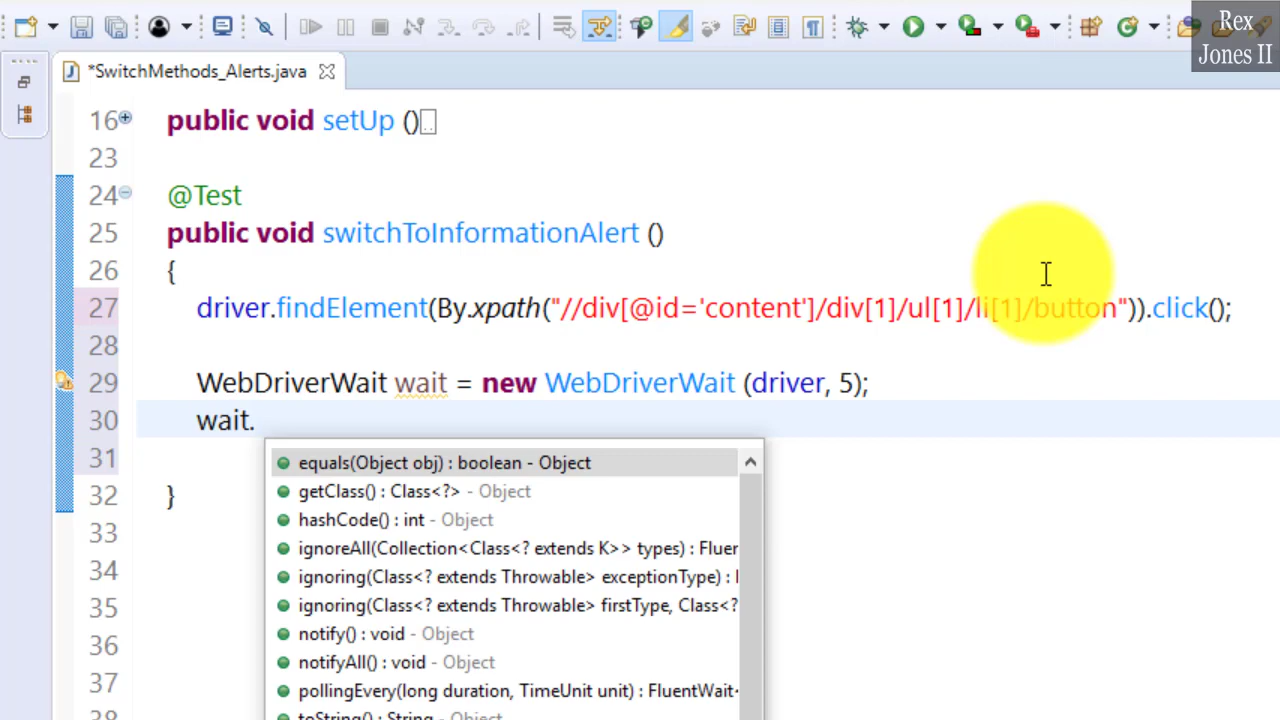 Rex
Jones II
*SwitchMethods_Alerts.java
16 public void setUp ()
23
24 @Test
25 public void switchToInformationAlert ()
26 {
27 driver.findElement(By.xpath("//div[@id='content']/div[1]/ul[1]/li[1]/button")).click();
28
29 WebDriverWait wait = new WebDriverWait (driver, 5);
30 wait.
31
32 }
33
34
35
36
37
equals(Object obj) : boolean - Object
getClass() : Class<?> - Object
hashCode() : int - Object
ignoreAll(Collection<Class<? extends K>> types) : Fluer
ignoring(Class<? extends Throwable> exceptionType) :
ignoring(Class<? extends Throwable> firstType, Class<?
notify() : void - Object
notifyAll() : void - Object
pollingEvery(long duration, TimeUnit unit) : FluentWait<
toString() : String - Object